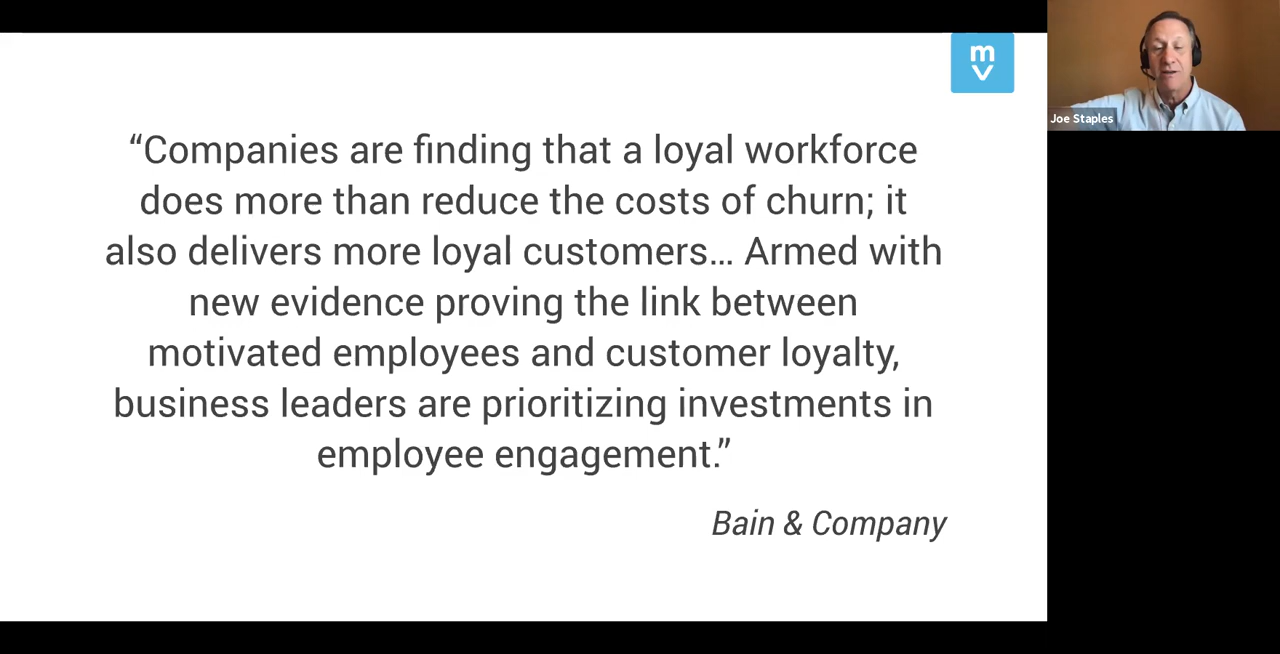 m
v
“Companies are finding that a loyal workforce
does more than reduce the costs of churn; it
also delivers more loyal customers... Armed with
new evidence proving the link between
motivated employees and customer loyalty,
business leaders are prioritizing investments in
employee engagement.”
Bain & Company
Joe Staples